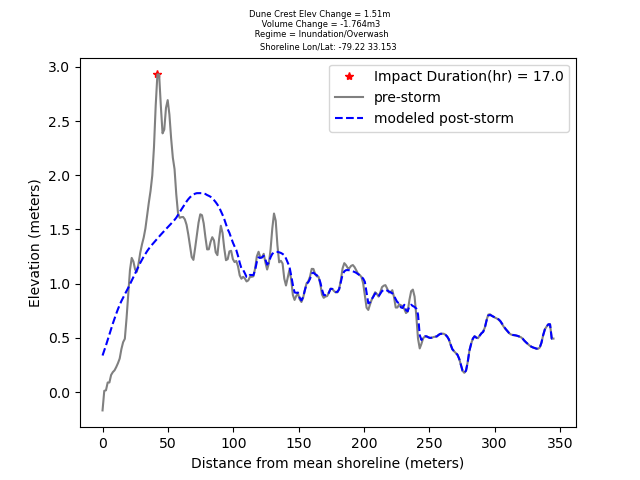 Dune Crest Elev Change = 1.51m
Volume Change = -1.764m3
Regime = Inundation/Overwash
Shoreline Lon/Lat: -79.22 33.153
Impact Duration(hr) = 17.0
pre-storm
modeled post-storm
Elevation (meters)
3.0
2.5
2.0
1.5
1.0
0.5
0.0
0 50 100 150 200 250 300 350
Distance from mean shoreline (meters)